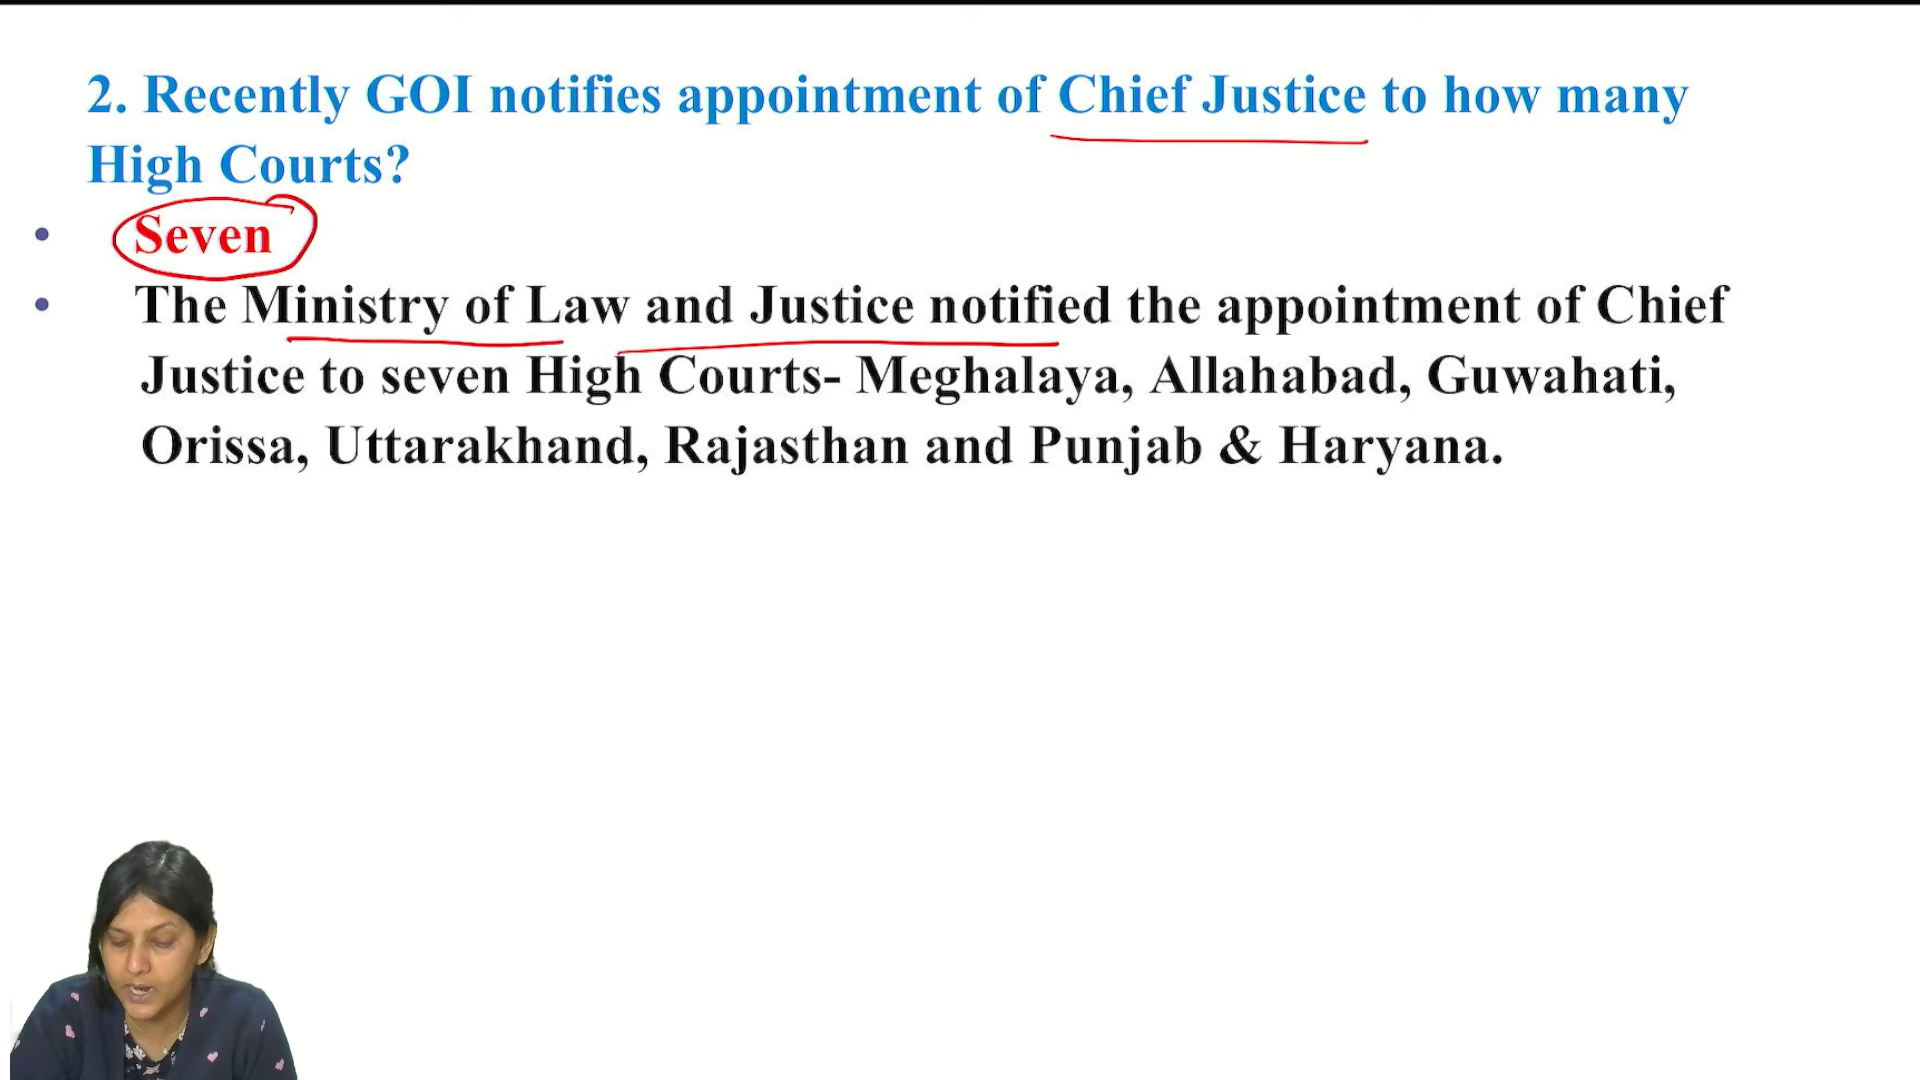 2. Recently GOI notifies appointment of Chief Justice to how many
High Courts?
• Seven
• The Ministry of Law and Justice notified the appointment of Chief
Justice to seven High Courts- Meghalaya, Allahabad, Guwahati,
Orissa, Uttarakhand, Rajasthan and Punjab & Haryana.